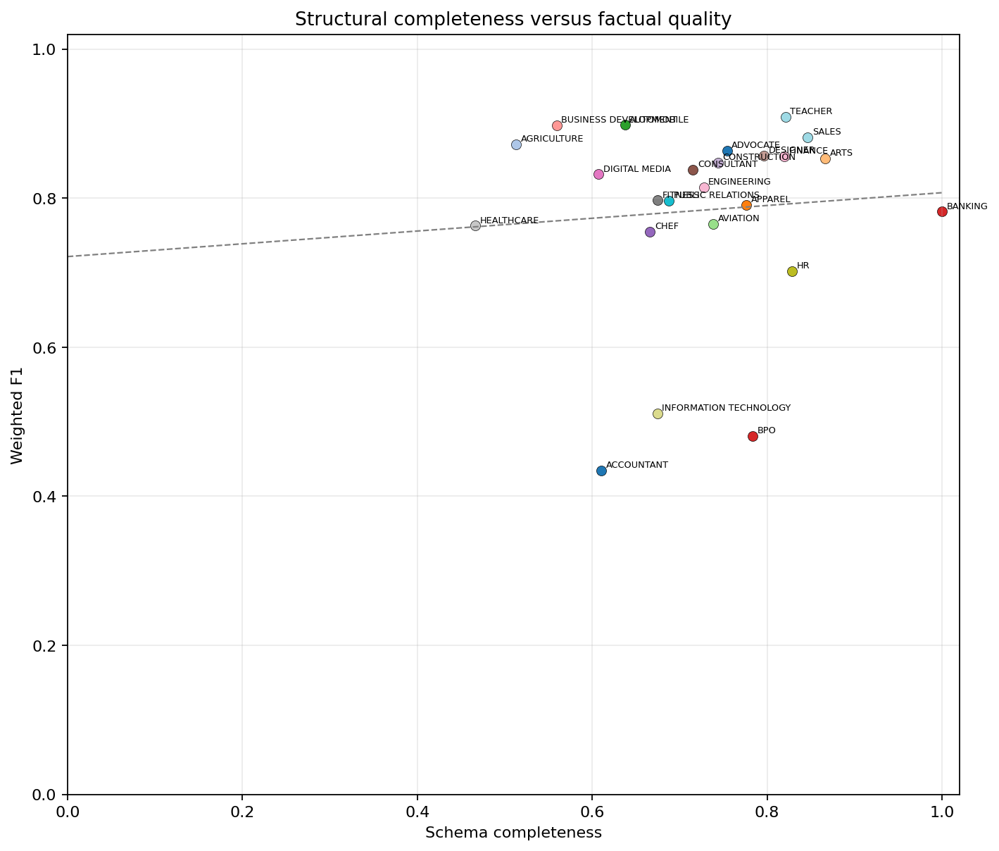 Structural completeness versus factual quality
1.0
0.8
0.6
0.4
0.2
0.0
Weighted F1
TEACHER
BUSINESS DEVELOPMENT
AUTOMOBILE
SALES
AGRICULTURE
ADVOCATE
DESIGNER
FINANCE
ARTS
CONSTRUCTION
CONSULTANT
DIGITAL MEDIA
ENGINEERING
FITNESS
PUBLIC RELATIONS
APPAREL
BANKING
HEALTHCARE
AVIATION
CHEF
HR
INFORMATION TECHNOLOGY
BPO
ACCOUNTANT
0.0
0.2
0.4
0.6
0.8
1.0
Schema completeness